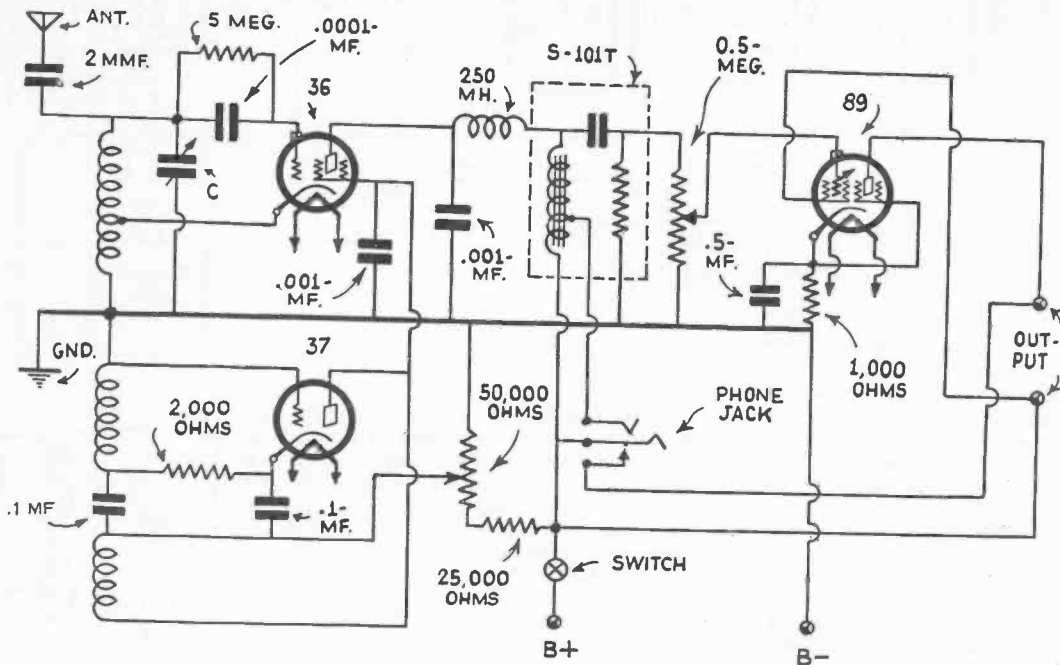 ANT.
2 MMF.
5 MEG.
.0001-
MF.
36
C
.001-
MF.
250
MH.
.001-
MF.
S-101T
0.5-
MEG.
89
.5-
MF.
1,000
OHMS
OUT-
PUT
GND.
37
2,000
OHMS
.1 MF
.1-
MF.
50,000
OHMS
25,000
OHMS
PHONE
JACK
SWITCH
B+
B-